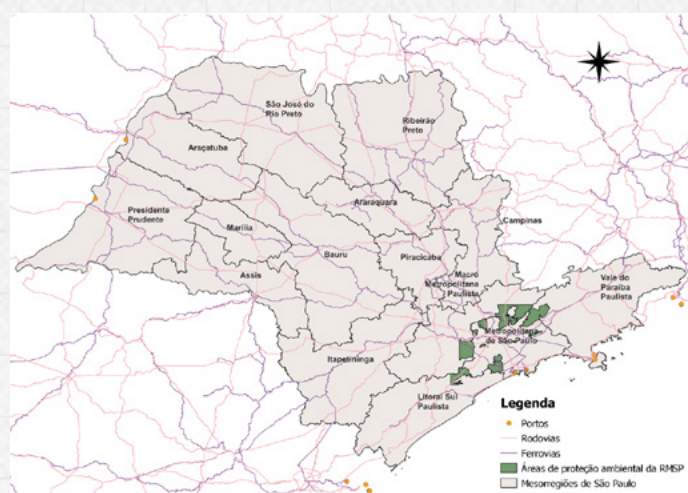 São José do
Rio Preto
Ribeirão
Preto
Araçatuba
Araraquara
Presidente
Prudente
Marília
Campinas
Bauru
Piracicaba
Assis
Macro
Metropolitana
Paulista
Vale do
Paraíba
Paulista
Metropolitana
de São Paulo
Itapetininga
Litoral Sul
Paulista
Legenda
Portos
Rodovias
Ferrovias
Áreas de proteção ambiental da RMSP
Mesorregiões de São Paulo